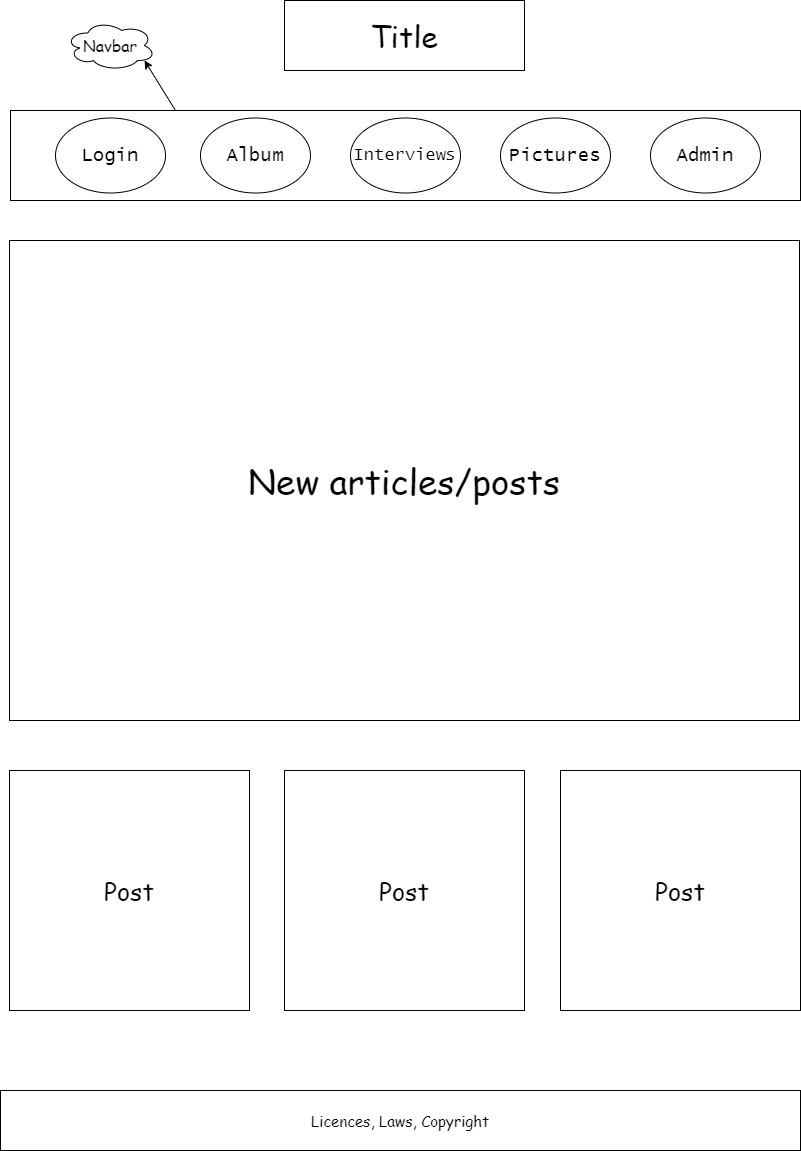 Navbar
Title
Login
Album
Interviews
Pictures
Admin
New articles/posts
Post
Post
Post
Licences, Laws, Copyright